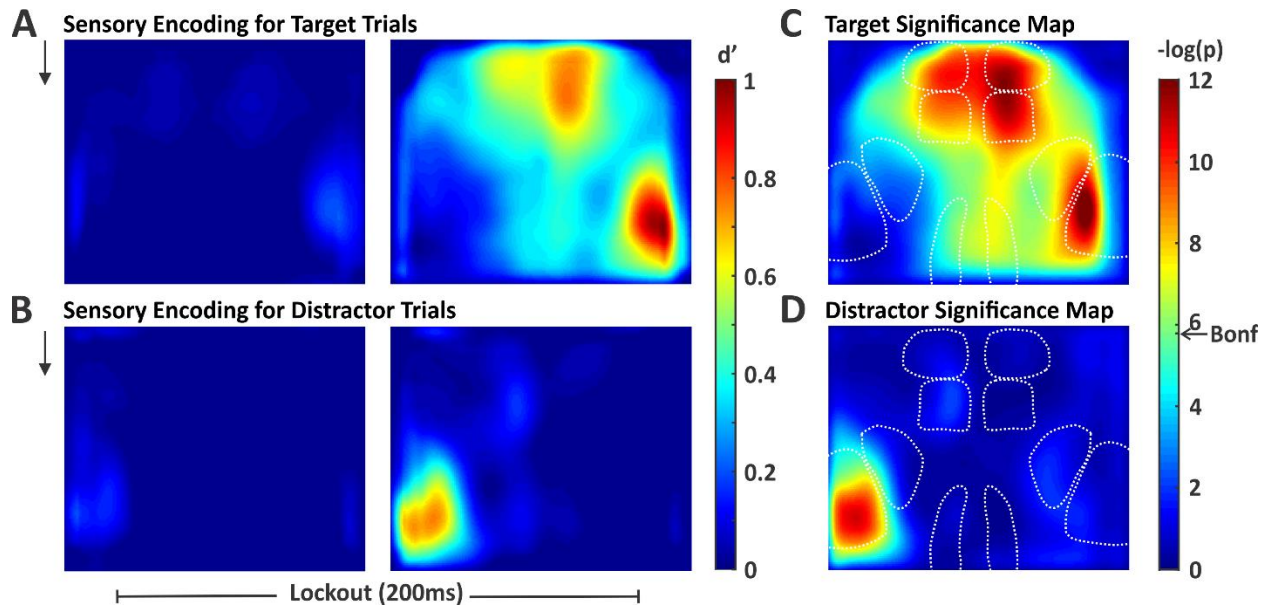 A Sensory Encoding for Target Trials
C Target Significance Map
d'
1
0.8
0.6
0.4
0.2
0
-log(p)
12
10
8
6
4
2
0
Bonf
B Sensory Encoding for Distractor Trials
D Distractor Significance Map
Lockout (200ms)